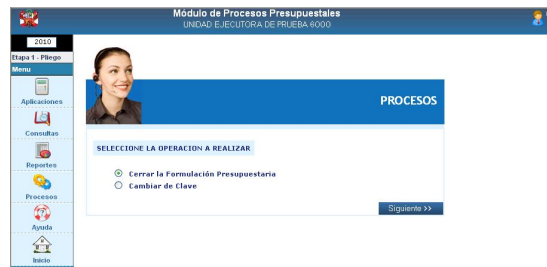 Módulo de Procesos Presupuestales
UNIDAD EJECUTORA DE PRUEBA 6000
2010
Etapa 1 - Pliego
Menu
Aplicaciones
Consultas
Reportes
Procesos
Ayuda
Inicio
PROCESOS
SELECCIONE LA OPERACION A REALIZAR
Cerrar la Formulación Presupuestaria
Cambiar de Clave
Siguiente >>